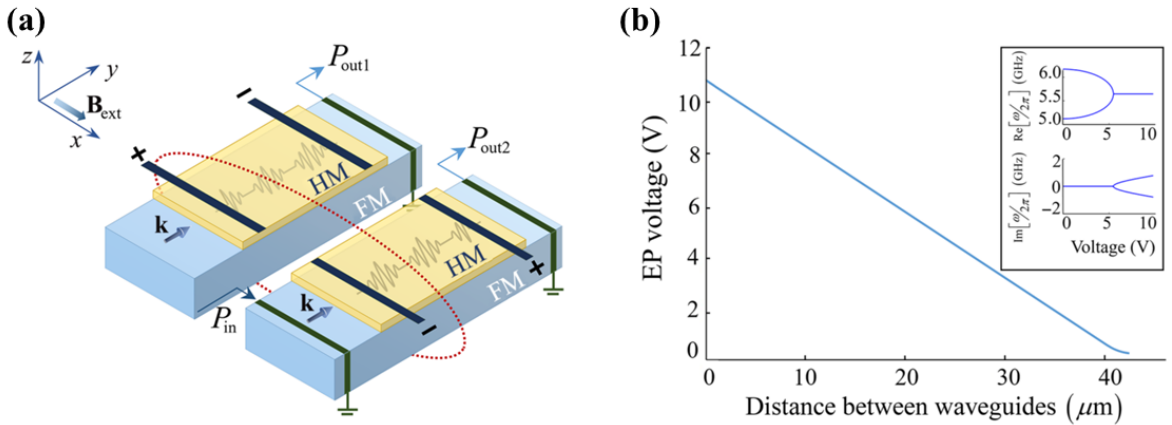 (a)
z
y
B_ext
x
P_out1
P_out2
−
+
HM
FM
k
HM
FM
+
k
−
P_in
(b)
EP voltage (V)
12
10
8
6
4
2
0
0
10
20
30
40
Distance between waveguides (μm)
Re[ω/2π] (GHz)
6.0
5.5
5.0
0
5
10
Im[ω/2π] (GHz)
2
0
−2
0
5
10
Voltage (V)